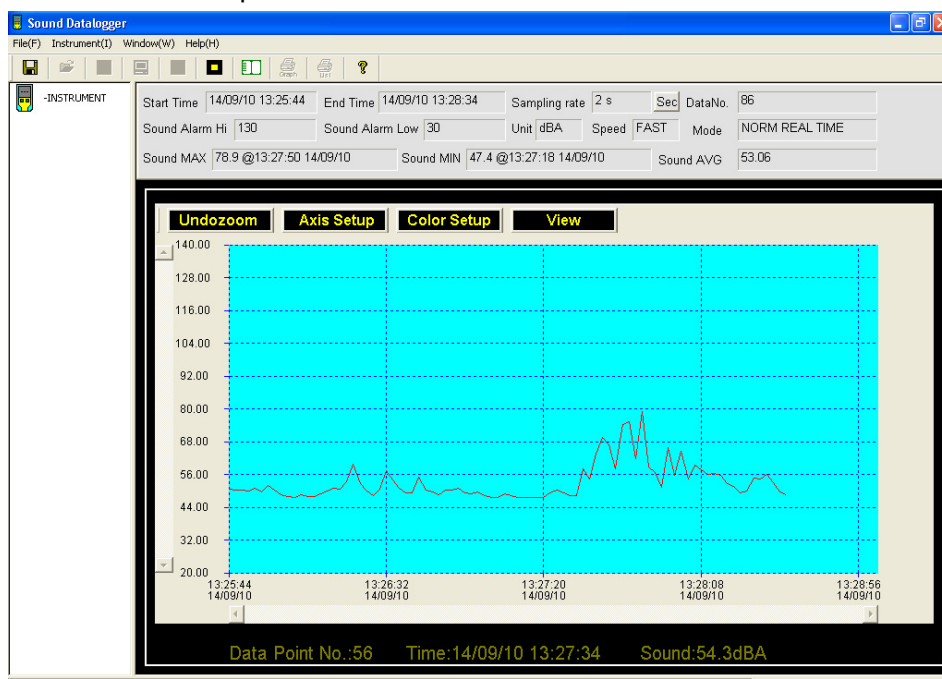 Sound Datalogger
File(F) Instrument(I) Window(W) Help(H)
-INSTRUMENT
Start Time 14/09/10 13:25:44 End Time 14/09/10 13:28:34 Sampling rate 2 s Sec DataNo. 86
Sound Alarm Hi 130 Sound Alarm Low 30 Unit dBA Speed FAST Mode NORM REAL TIME
Sound MAX 78.9 @13:27:50 14/09/10 Sound MIN 47.4 @13:27:18 14/09/10 Sound AVG 53.06
Undozoom Axis Setup Color Setup View
140.00
128.00
116.00
104.00
92.00
80.00
68.00
56.00
44.00
32.00
20.00
13:25:44 13:26:32 13:27:20 13:28:08 13:28:56
14/09/10 14/09/10 14/09/10 14/09/10 14/09/10
Data Point No.:56 Time:14/09/10 13:27:34 Sound:54.3dBA